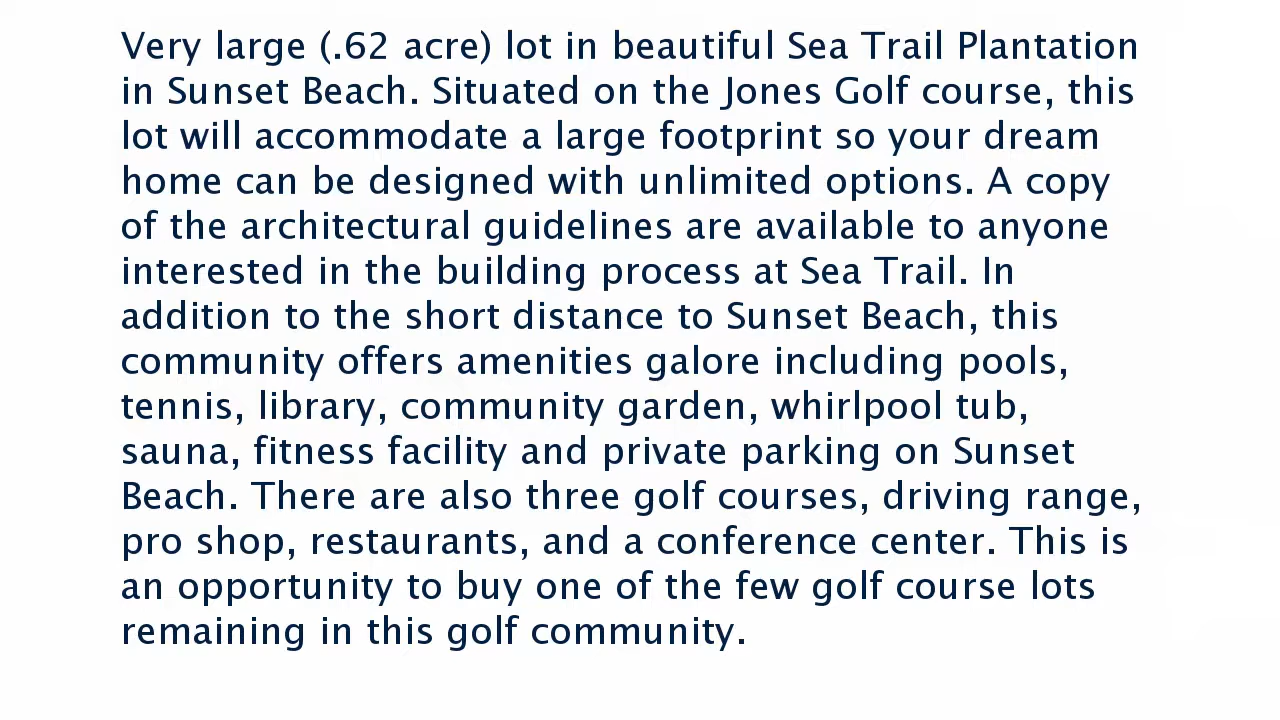 Very large (.62 acre) lot in beautiful Sea Trail Plantation
in Sunset Beach. Situated on the Jones Golf course, this
lot will accommodate a large footprint so your dream
home can be designed with unlimited options. A copy
of the architectural guidelines are available to anyone
interested in the building process at Sea Trail. In
addition to the short distance to Sunset Beach, this
community offers amenities galore including pools,
tennis, library, community garden, whirlpool tub,
sauna, fitness facility and private parking on Sunset
Beach. There are also three golf courses, driving range,
pro shop, restaurants, and a conference center. This is
an opportunity to buy one of the few golf course lots
remaining in this golf community.